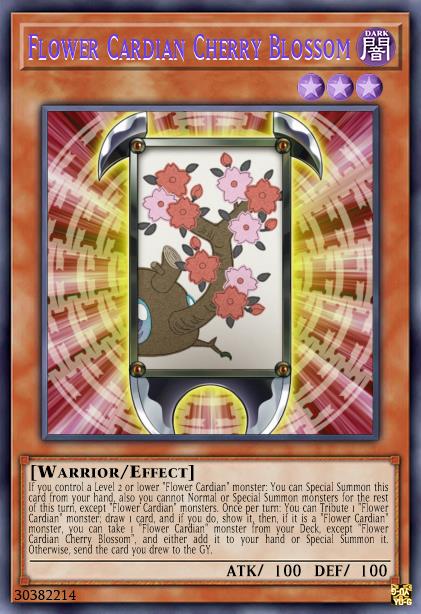 Flower Cardian Cherry Blossom
DARK
闇
[Warrior/Effect]
If you control a Level 2 or lower "Flower Cardian" monster: You can Special Summon this
card from your hand, also you cannot Normal or Special Summon monsters for the rest
of this turn, except "Flower Cardian" monsters. Once per turn: You can Tribute 1 "Flower
Cardian" monster; draw 1 card, and if you do, show it, then, if it is a "Flower Cardian"
monster, you can take 1 "Flower Cardian" monster from your Deck, except "Flower
Cardian Cherry Blossom", and either add it to your hand or Special Summon it.
Otherwise, send the card you drew to the GY.
ATK/ 100 DEF/ 100
30382214